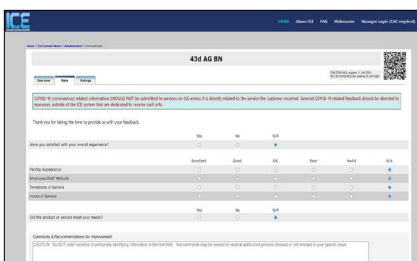 ICE
HOME About ICE FAQ Webmaster Manager Login (CAC required)
43d AG BN
Overview Rate Ratings
COVID-19 (coronavirus) related information SHOULD NOT be submitted to services on ICE unless it is directly related to the service the customer received. General COVID-19 related feedback should be directed to
resources outside of the ICE system that are dedicated to receive such info.
Thank you for taking the time to provide us with your feedback.
Yes No N/A
Were you satisfied with your overall experience?
Excellent Good OK Poor Awful N/A
Facility Appearance
Employee/Staff Attitude
Timeliness of Service
Hours of Service
Yes No N/A
Did the product or service meet your needs?
Comments & Recommendations for Improvement